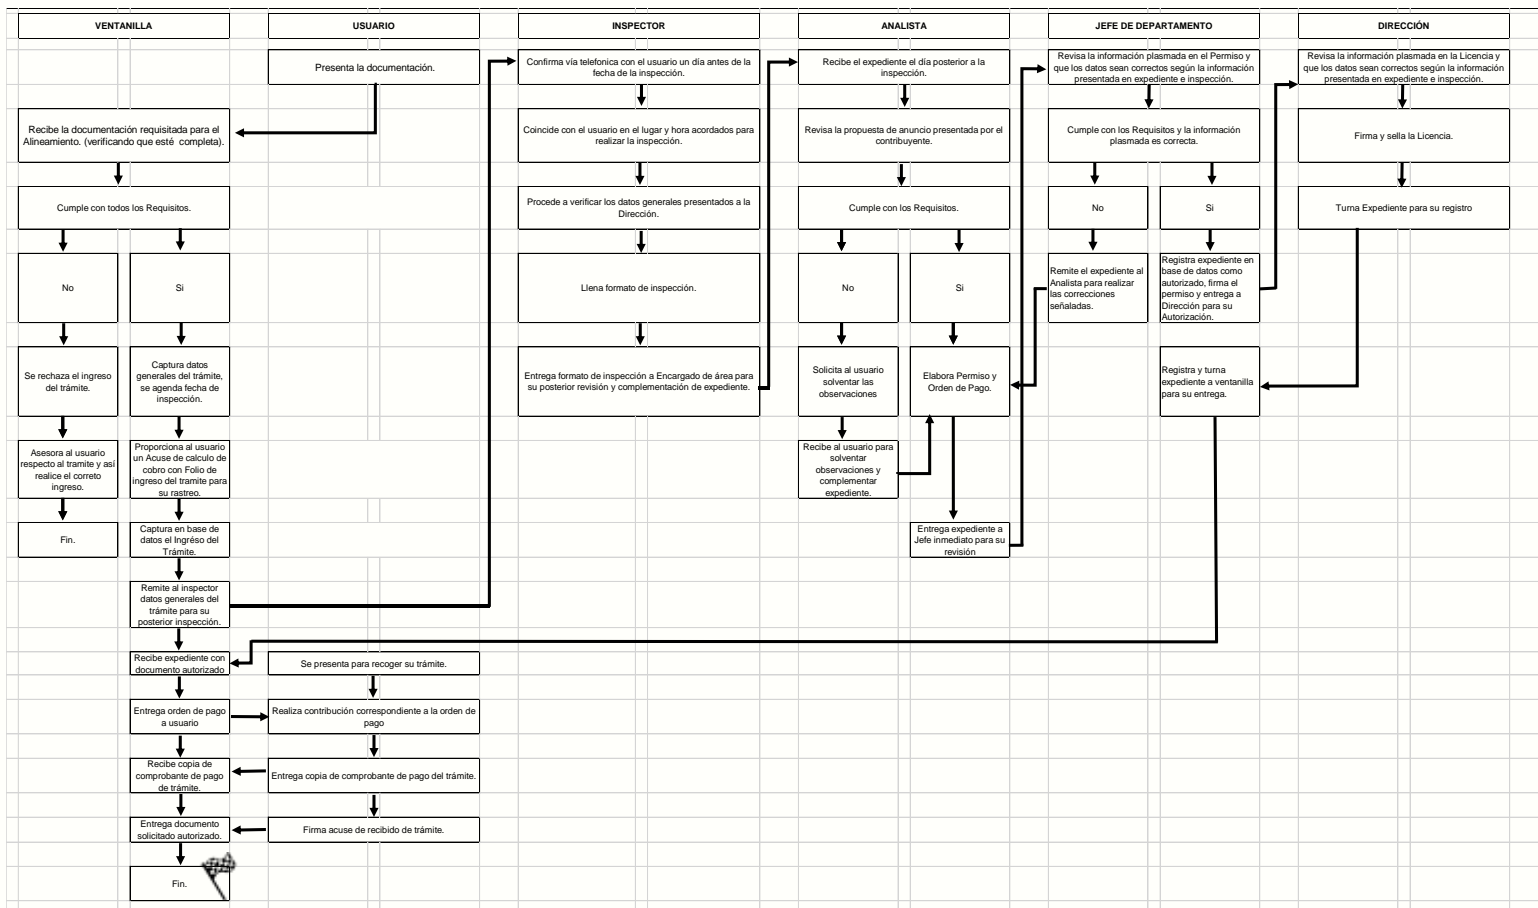 VENTANILLA
USUARIO
INSPECTOR
ANALISTA
JEFE DE DEPARTAMENTO
DIRECCIÓN
Presenta la documentación.
Recibe la documentación requisitada para el
Alineamiento. (verificando que esté completa).
Cumple con todos los Requisitos.
No
Si
Se rechaza el ingreso
del trámite.
Captura datos
generales del trámite,
se agenda fecha de
inspección.
Asesora al usuario
respecto al tramite y así
realice el correto
ingreso.
Proporciona al usuario
un Acuse de calculo de
cobro con Folio de
ingreso del tramite para
su rastreo.
Fin.
Captura en base de
datos el Ingréso del
Trámite.
Remite al inspector
datos generales del
trámite para su
posterior inspección.
Confirma vía telefonica con el usuario un día antes de la
fecha de la inspección.
Coincide con el usuario en el lugar y hora acordados para
realizar la inspección.
Procede a verificar los datos generales presentados a la
Dirección.
Llena formato de inspección.
Entrega formato de inspección a Encargado de área para
su posterior revisión y complementación de expediente.
Recibe el expediente el día posterior a la
inspección.
Revisa la propuesta de anuncio presentada por el
contribuyente.
Cumple con los Requisitos.
No
Si
Solicita al usuario
solventar las
observaciones
Elabora Permiso y
Orden de Pago.
Recibe al usuario para
solventar
observaciones y
complementar
expediente.
Entrega expediente a
Jefe inmediato para su
revisión
Revisa la información plasmada en el Permiso y
que los datos sean correctos según la información
presentada en expediente e inspección.
Cumple con los Requisitos y la información
plasmada es correcta.
No
Si
Remite el expediente al
Analista para realizar
las correcciones
señaladas.
Registra expediente en
base de datos como
autorizado, firma el
permiso y entrega a
Dirección para su
Autorización.
Revisa la información plasmada en la Licencia y
que los datos sean correctos según la información
presentada en expediente e inspección.
Firma y sella la Licencia.
Turna Expediente para su registro
Registra y turna
expediente a ventanilla
para su entrega.
Recibe expediente con
documento autorizado
Se presenta para recoger su trámite.
Entrega orden de pago
a usuario
Realiza contribución correspondiente a la orden de
pago
Recibe copia de
comprobante de pago
de trámite.
Entrega copia de comprobante de pago del trámite.
Entrega documento
solicitado autorizado.
Firma acuse de recibido de trámite.
Fin.